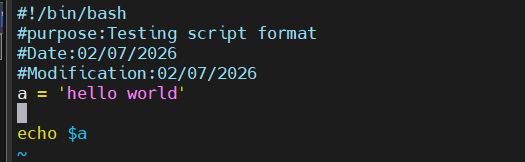 #!/bin/bash
#purpose:Testing script format
#Date:02/07/2026
#Modification:02/07/2026
a = 'hello world'
echo $a
~